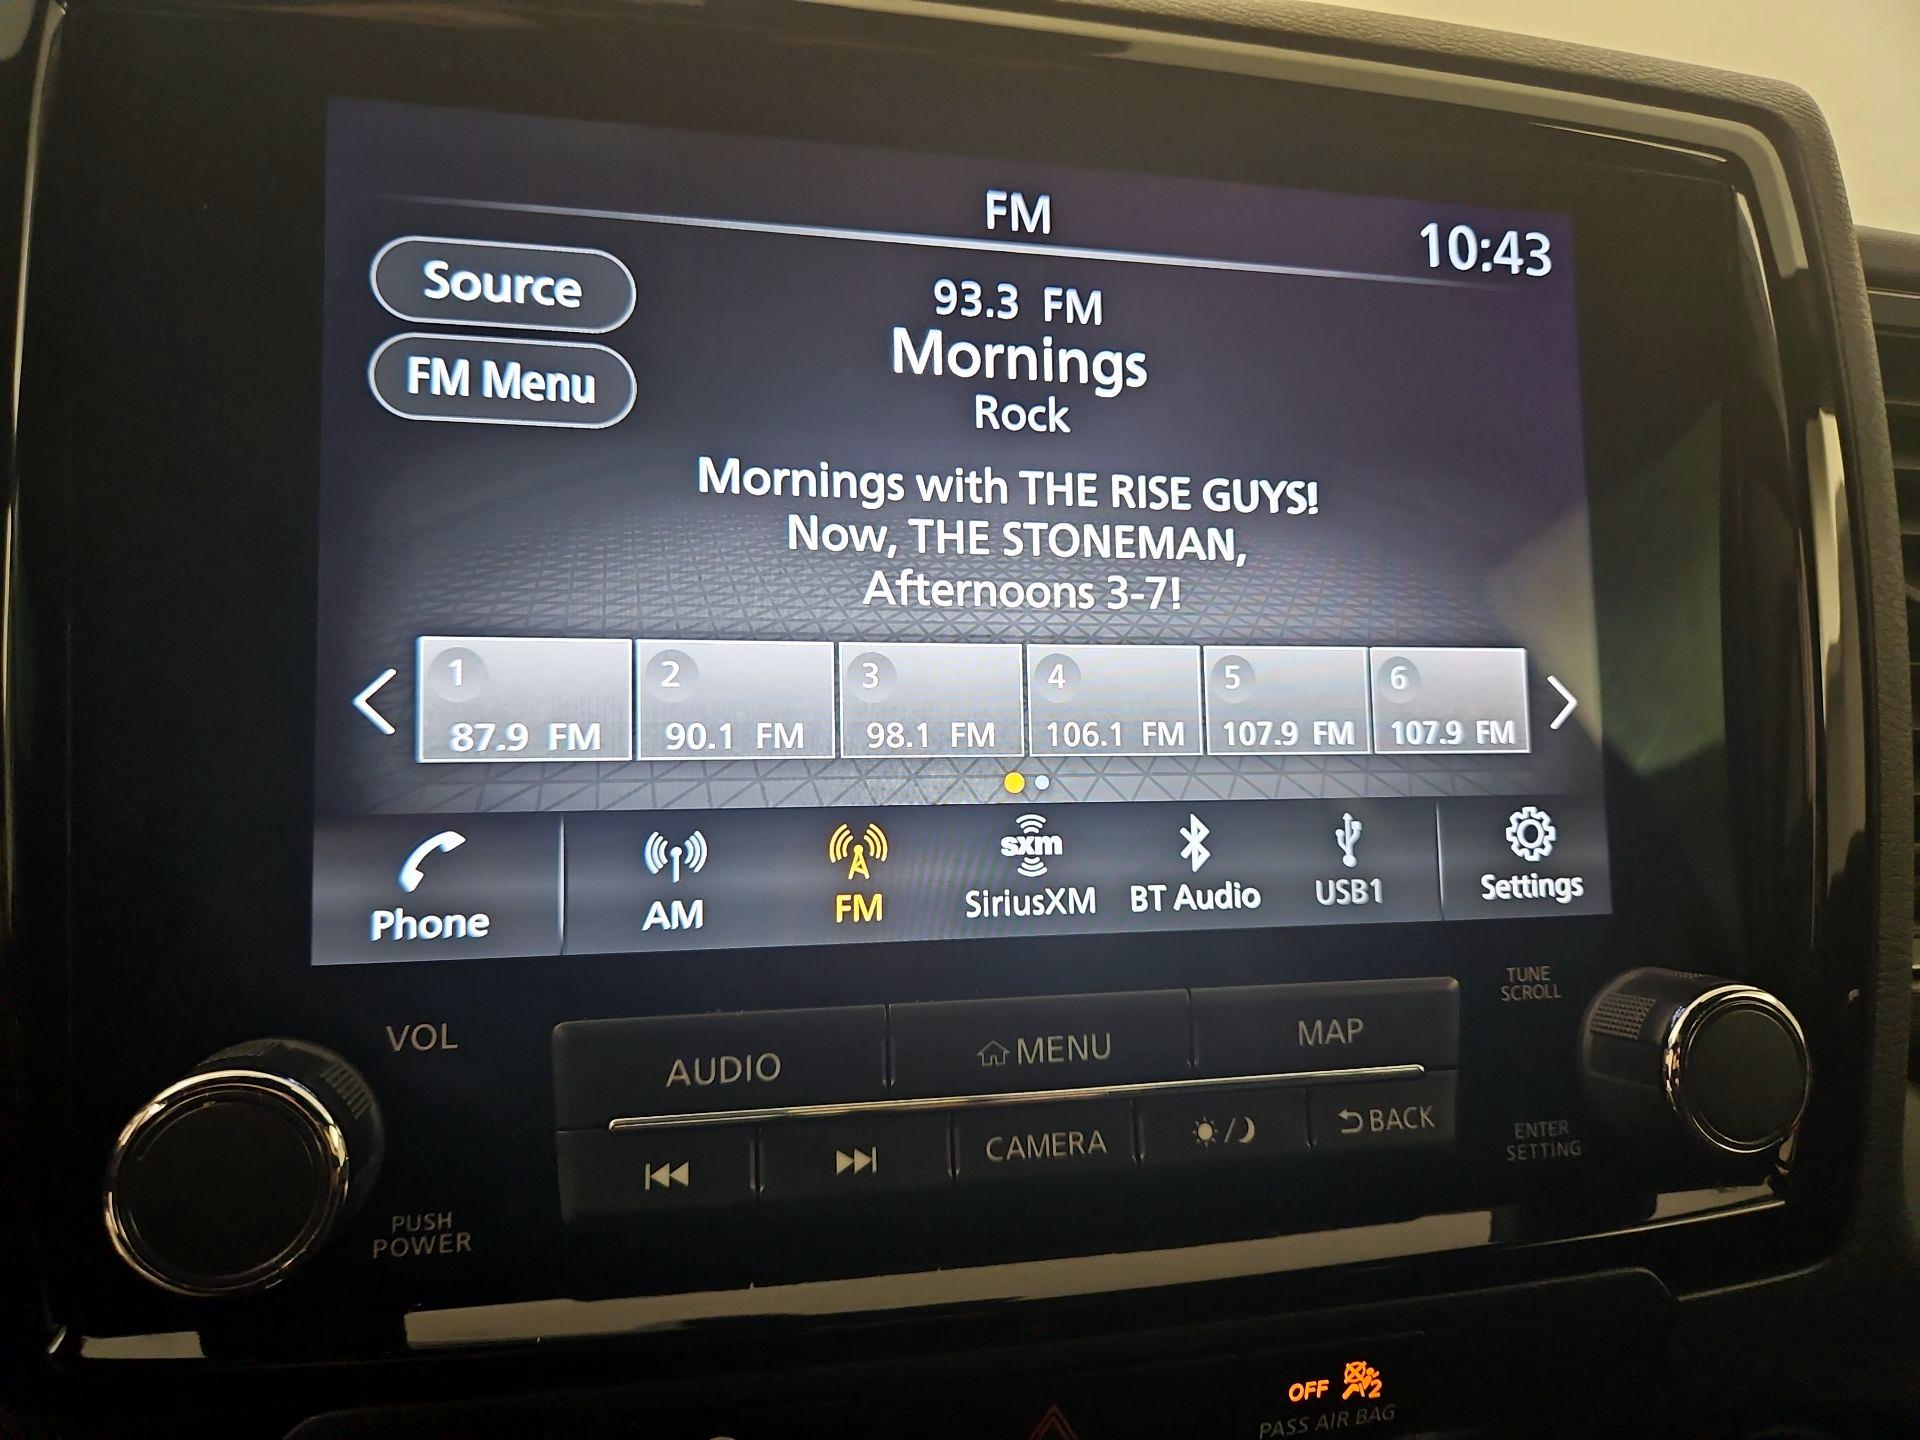 FM
10:43
Source
93.3 FM
Mornings
FM Menu
Rock
Mornings with THE RISE GUYS!
Now, THE STONEMAN,
Afternoons 3-7!
1 2 3 4 5 6
87.9 FM 90.1 FM 98.1 FM 106.1 FM 107.9 FM 107.9 FM
sxm
Phone AM FM SiriusXM BT Audio USB1 Settings
TUNE
SCROLL
VOL
AUDIO MENU MAP
CAMERA BACK
ENTER
SETTING
PUSH
POWER
OFF 2
PASS AIR BAG